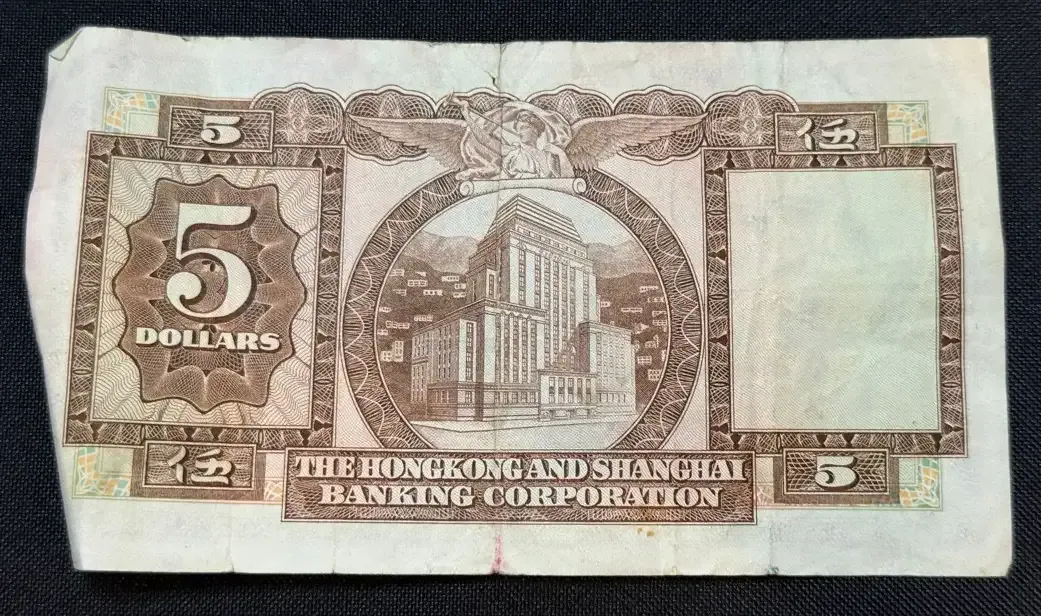 5
伍
5
DOLLARS
伍
5
THE HONGKONG AND SHANGHAI
BANKING CORPORATION